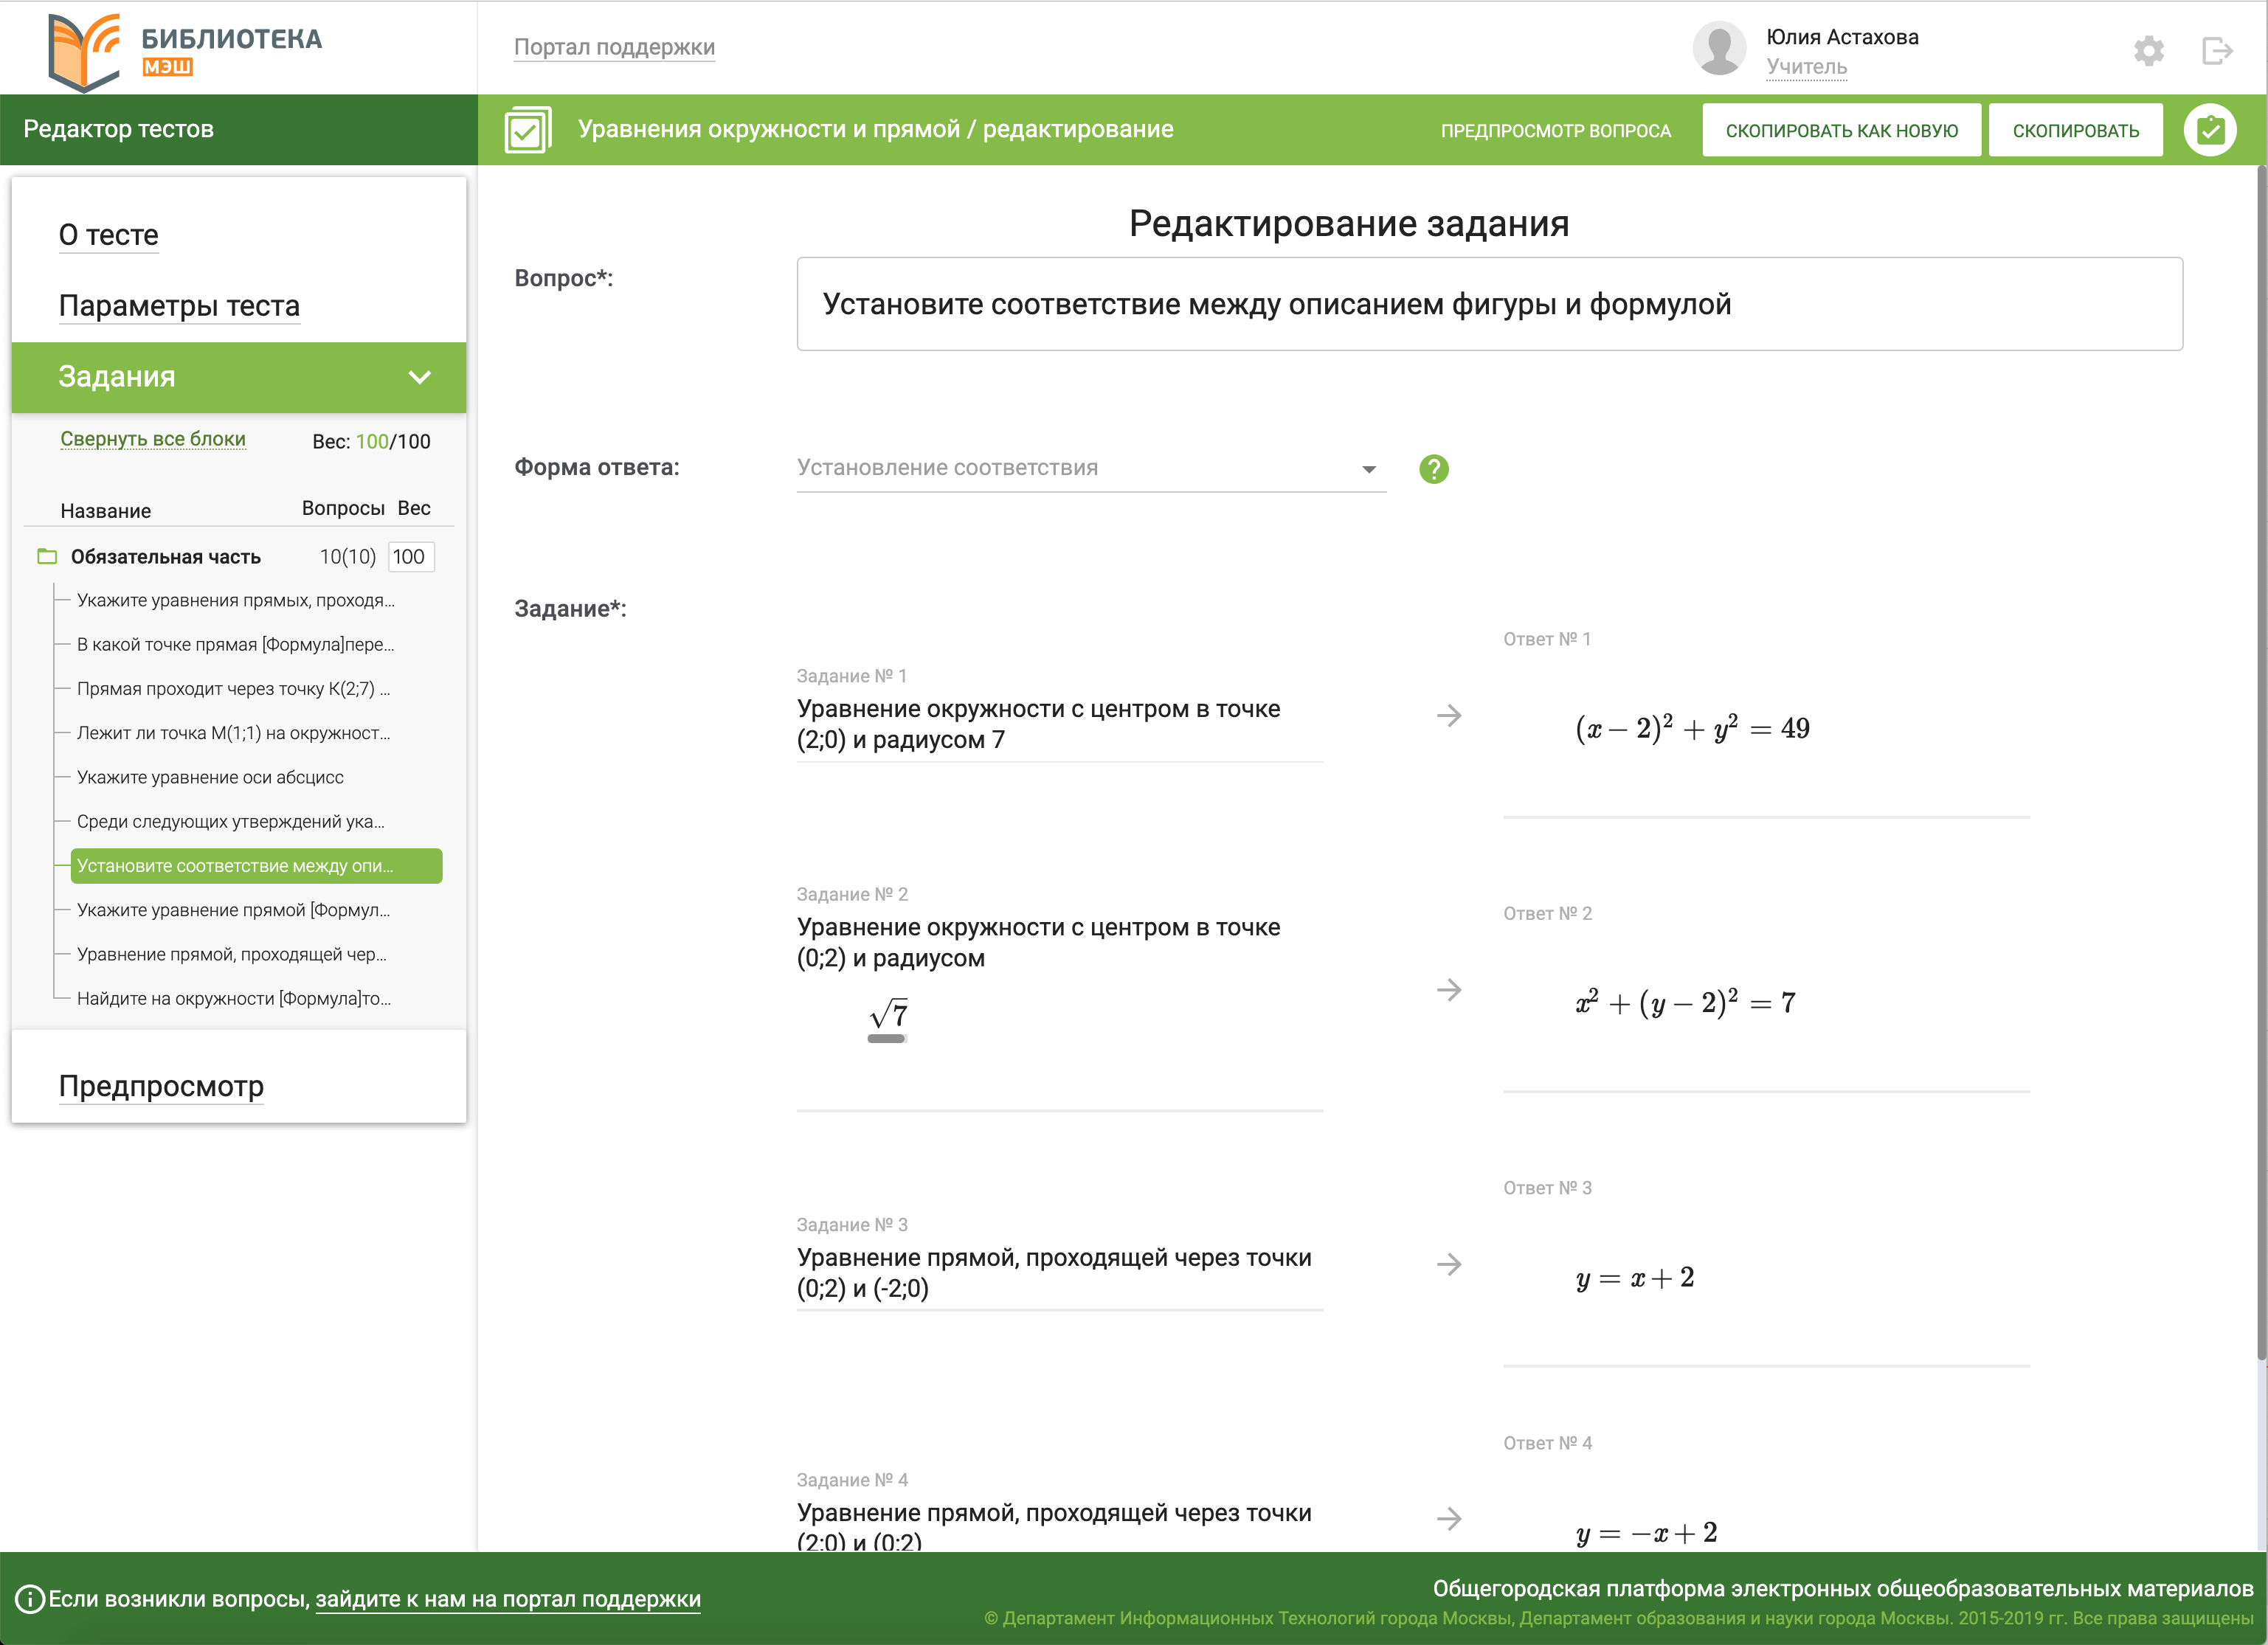 БИБЛИОТЕКА
МЭШ
Портал поддержки
Юлия Астахова
Учитель
Редактор тестов
Уравнения окружности и прямой / редактирование
ПРЕДПРОСМОТР ВОПРОСА
СКОПИРОВАТЬ КАК НОВУЮ
СКОПИРОВАТЬ
О тесте
Параметры теста
Задания
Свернуть все блоки
Вес: 100/100
Название Вопросы Вес
Обязательная часть 10(10) 100
Укажите уравнения прямых, проходя...
В какой точке прямая [Формула]пере...
Прямая проходит через точку К(2;7) ...
Лежит ли точка М(1;1) на окружност...
Укажите уравнение оси абсцисс
Среди следующих утверждений ука...
Установите соответствие между опи...
Укажите уравнение прямой [Формул...
Уравнение прямой, проходящей чер...
Найдите на окружности [Формула]то...
Предпросмотр
Редактирование задания
Вопрос*:
Установите соответствие между описанием фигуры и формулой
Форма ответа:
Установление соответствия
?
Задание*:
Задание № 1
Уравнение окружности с центром в точке
(2;0) и радиусом 7
Ответ № 1
(x − 2)² + y² = 49
Задание № 2
Уравнение окружности с центром в точке
(0;2) и радиусом
√7
Ответ № 2
x² + (y − 2)² = 7
Задание № 3
Уравнение прямой, проходящей через точки
(0;2) и (-2;0)
Ответ № 3
y = x + 2
Задание № 4
Уравнение прямой, проходящей через точки
(2;0) и (0;2)
Ответ № 4
y = −x + 2
Если возникли вопросы, зайдите к нам на портал поддержки
Общегородская платформа электронных общеобразовательных материалов
© Департамент Информационных Технологий города Москвы, Департамент образования и науки города Москвы. 2015-2019 гг. Все права защищены